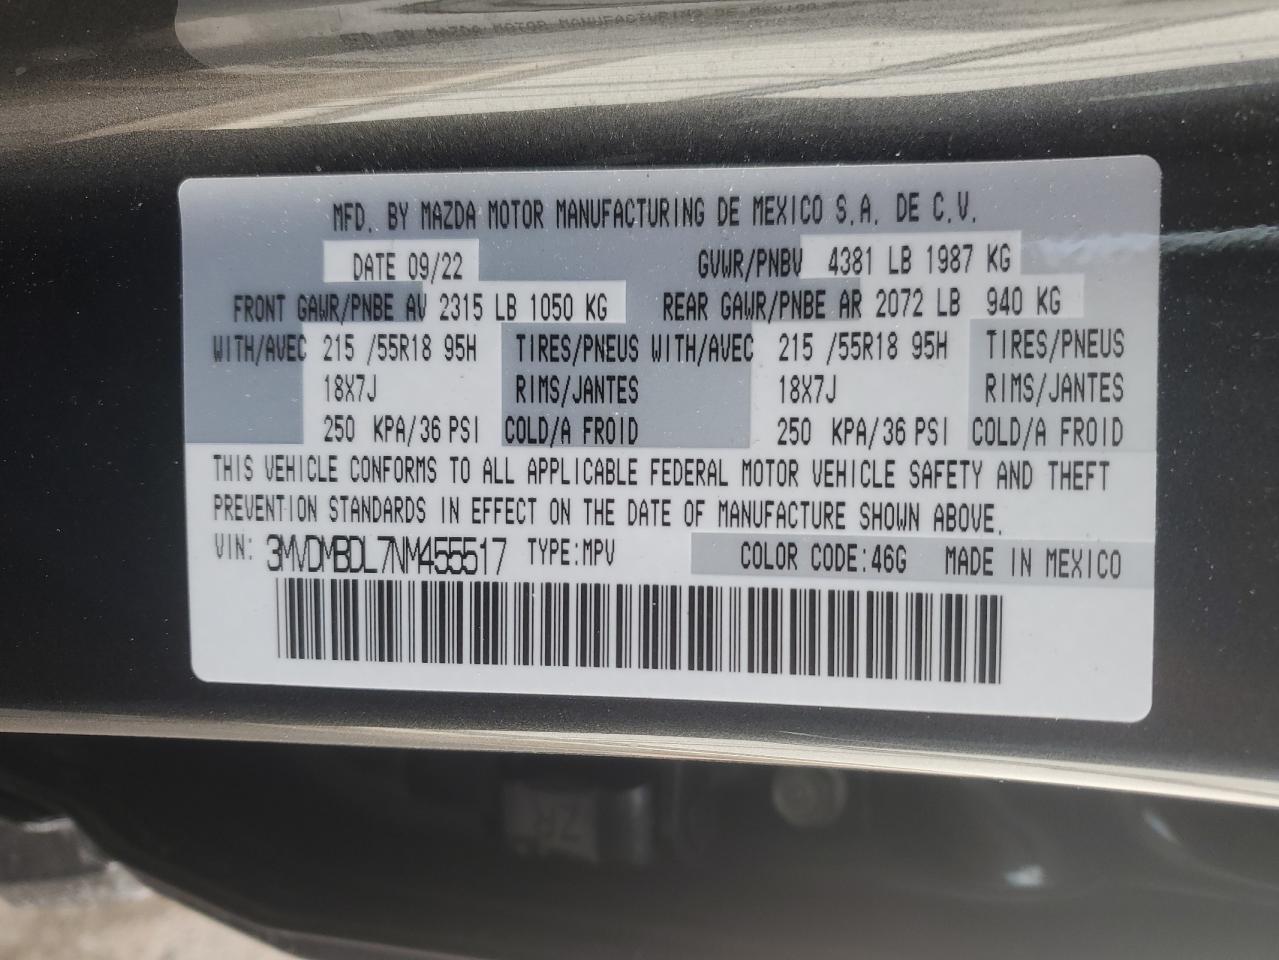 MFD. BY MAZDA MOTOR MANUFACTURING DE MEXICO S.A. DE C.V.
DATE 09/22 GVWR/PNBV 4381 LB 1987 KG
FRONT GAWR/PNBE AV 2315 LB 1050 KG REAR GAWR/PNBE AR 2072 LB 940 KG
WITH/AVEC 215 /55R18 95H TIRES/PNEUS WITH/AVEC 215 /55R18 95H TIRES/PNEUS
18X7J RIMS/JANTES 18X7J RIMS/JANTES
250 KPA/36 PSI COLD/A FROID 250 KPA/36 PSI COLD/A FROID
THIS VEHICLE CONFORMS TO ALL APPLICABLE FEDERAL MOTOR VEHICLE SAFETY AND THEFT
PREVENTION STANDARDS IN EFFECT ON THE DATE OF MANUFACTURE SHOWN ABOVE.
VIN: 3MVDMBDL7NM455517 TYPE:MPV COLOR CODE:46G MADE IN MEXICO